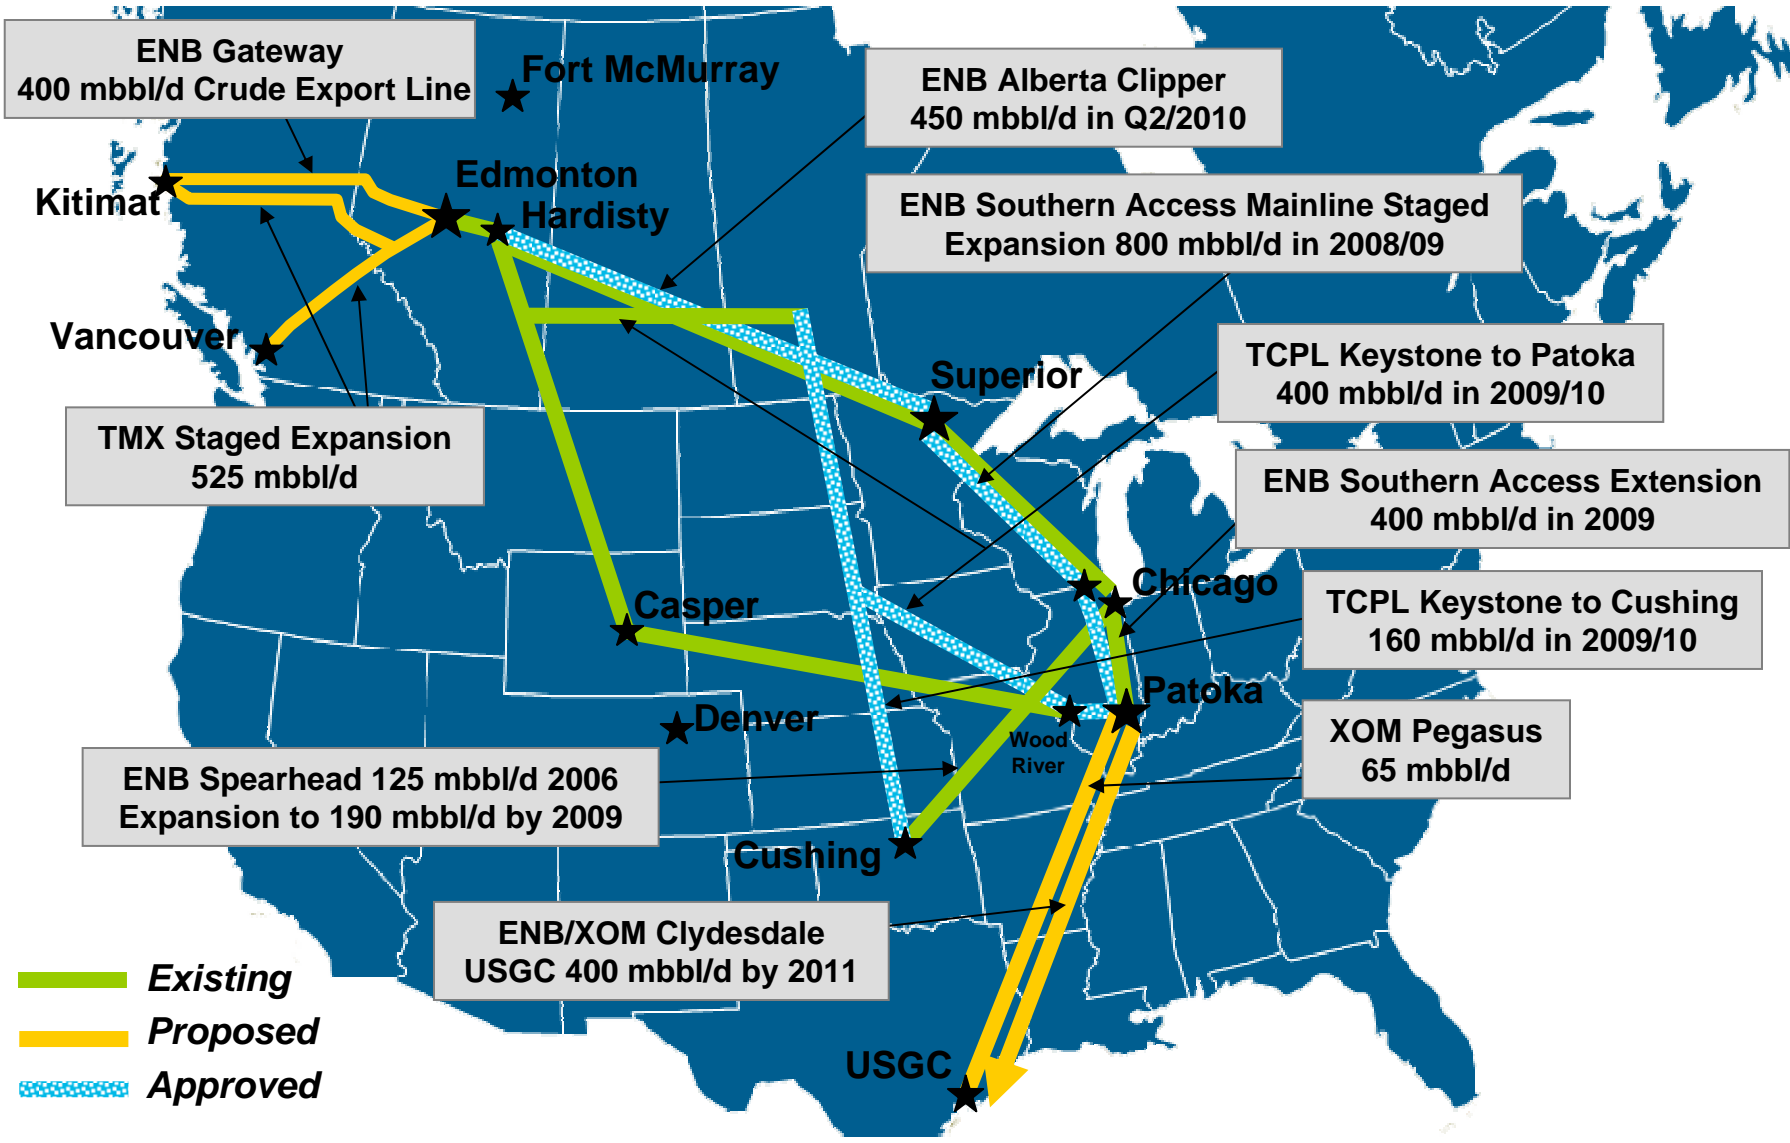 ENB Gateway
400 mbbl/d Crude Export Line
Fort McMurray
ENB Alberta Clipper
450 mbbl/d in Q2/2010
Edmonton
Hardisty
Kitimat
ENB Southern Access Mainline Staged
Expansion 800 mbbl/d in 2008/09
Vancouver
TCPL Keystone to Patoka
400 mbbl/d in 2009/10
Superior
TMX Staged Expansion
525 mbbl/d
ENB Southern Access Extension
400 mbbl/d in 2009
Chicago
Casper
TCPL Keystone to Cushing
160 mbbl/d in 2009/10
Patoka
Denver
Wood
River
XOM Pegasus
65 mbbl/d
ENB Spearhead 125 mbbl/d 2006
Expansion to 190 mbbl/d by 2009
Cushing
ENB/XOM Clydesdale
USGC 400 mbbl/d by 2011
Existing
Proposed
Approved
USGC